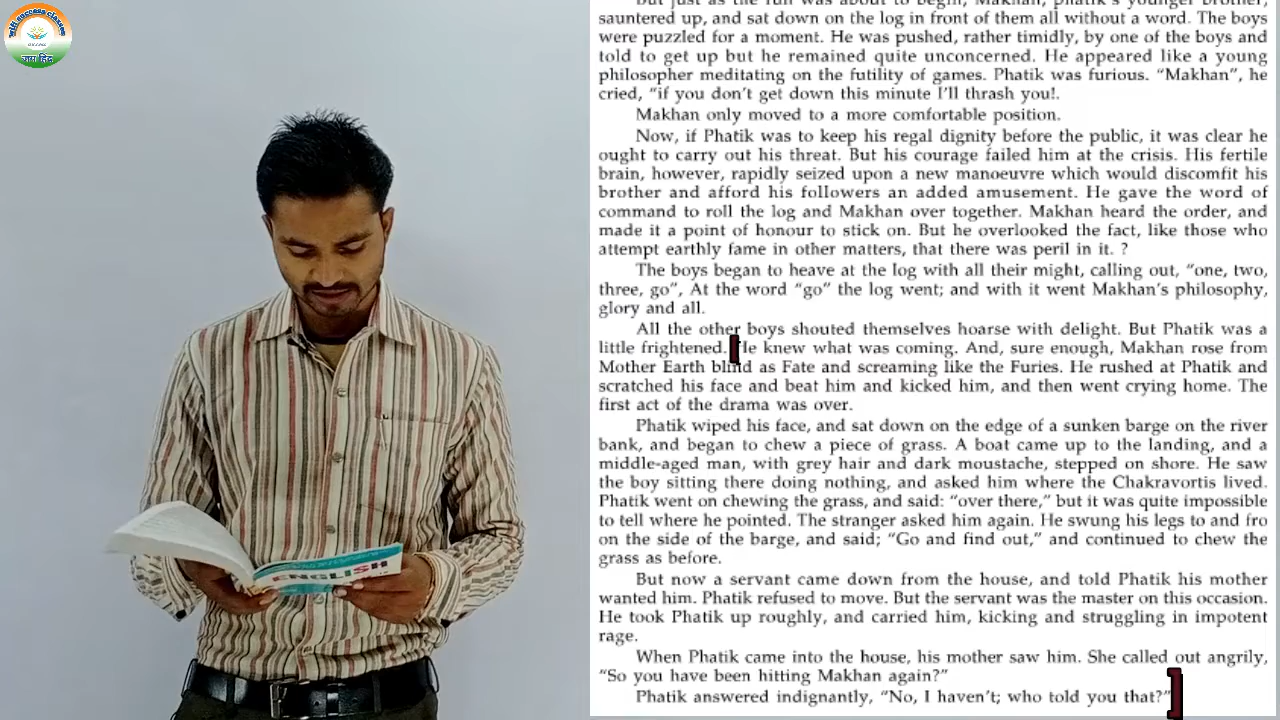 SUCCESS
जय हिन्द
ENGLISH
But just as the fun was about to begin, Makhan, phatik's younger brother,
sauntered up, and sat down on the log in front of them all without a word. The boys
were puzzled for a moment. He was pushed, rather timidly, by one of the boys and
told to get up but he remained quite unconcerned. He appeared like a young
philosopher meditating on the futility of games. Phatik was furious. “Makhan”, he
cried, “if you don't get down this minute I'll thrash you!.
Makhan only moved to a more comfortable position.
Now, if Phatik was to keep his regal dignity before the public, it was clear he
ought to carry out his threat. But his courage failed him at the crisis. His fertile
brain, however, rapidly seized upon a new manoeuvre which would discomfit his
brother and afford his followers an added amusement. He gave the word of
command to roll the log and Makhan over together. Makhan heard the order, and
made it a point of honour to stick on. But he overlooked the fact, like those who
attempt earthly fame in other matters, that there was peril in it. ?
The boys began to heave at the log with all their might, calling out, “one, two,
three, go”, At the word “go” the log went; and with it went Makhan's philosophy,
glory and all.
All the other boys shouted themselves hoarse with delight. But Phatik was a
little frightened. He knew what was coming. And, sure enough, Makhan rose from
Mother Earth blind as Fate and screaming like the Furies. He rushed at Phatik and
scratched his face and beat him and kicked him, and then went crying home. The
first act of the drama was over.
Phatik wiped his face, and sat down on the edge of a sunken barge on the river
bank, and began to chew a piece of grass. A boat came up to the landing, and a
middle-aged man, with grey hair and dark moustache, stepped on shore. He saw
the boy sitting there doing nothing, and asked him where the Chakravortis lived.
Phatik went on chewing the grass, and said: “over there,” but it was quite impossible
to tell where he pointed. The stranger asked him again. He swung his legs to and fro
on the side of the barge, and said; “Go and find out,” and continued to chew the
grass as before.
But now a servant came down from the house, and told Phatik his mother
wanted him. Phatik refused to move. But the servant was the master on this occasion.
He took Phatik up roughly, and carried him, kicking and struggling in impotent
rage.
When Phatik came into the house, his mother saw him. She called out angrily,
“So you have been hitting Makhan again?”
Phatik answered indignantly, “No, I haven't; who told you that?”